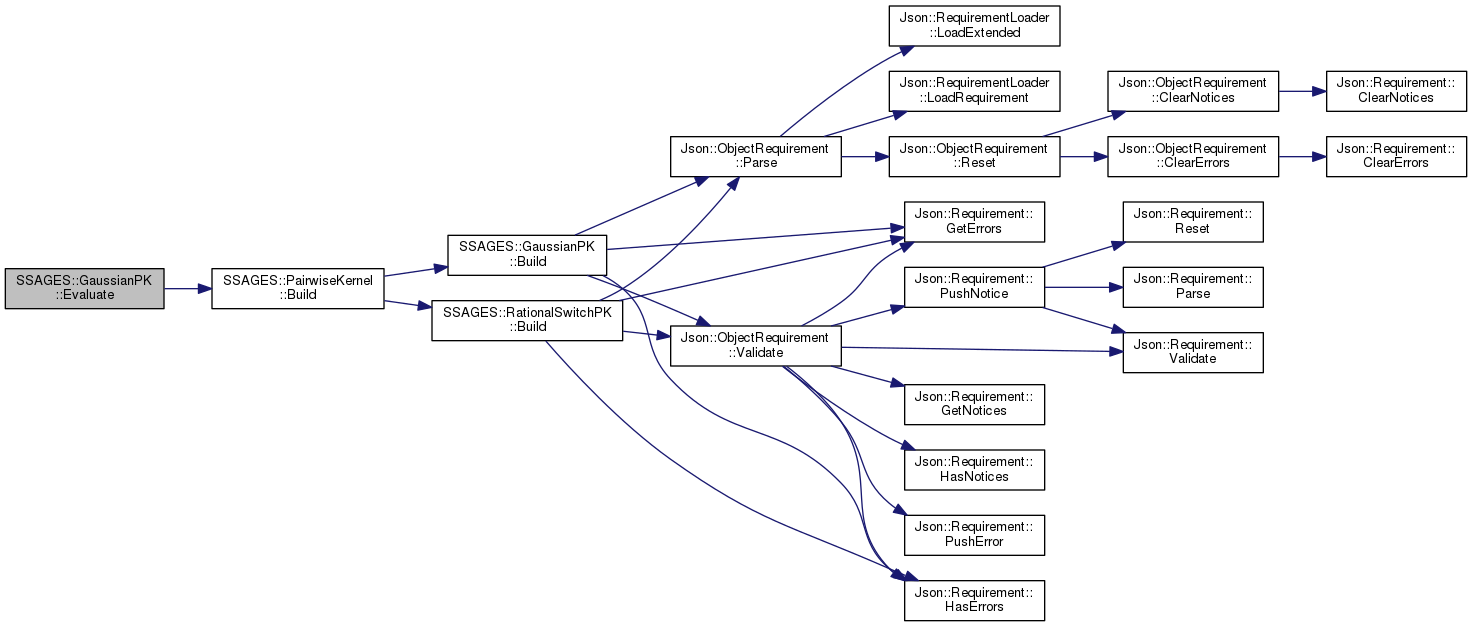 SSAGES::GaussianPK
::Evaluate
SSAGES::PairwiseKernel
::Build
SSAGES::GaussianPK
::Build
SSAGES::RationalSwitchPK
::Build
Json::ObjectRequirement
::Parse
Json::ObjectRequirement
::Validate
Json::RequirementLoader
::LoadExtended
Json::RequirementLoader
::LoadRequirement
Json::ObjectRequirement
::Reset
Json::Requirement::
GetErrors
Json::Requirement::
PushNotice
Json::Requirement::
GetNotices
Json::Requirement::
HasNotices
Json::Requirement::
PushError
Json::Requirement::
HasErrors
Json::ObjectRequirement
::ClearNotices
Json::ObjectRequirement
::ClearErrors
Json::Requirement::
Reset
Json::Requirement::
Parse
Json::Requirement::
Validate
Json::Requirement::
ClearNotices
Json::Requirement::
ClearErrors